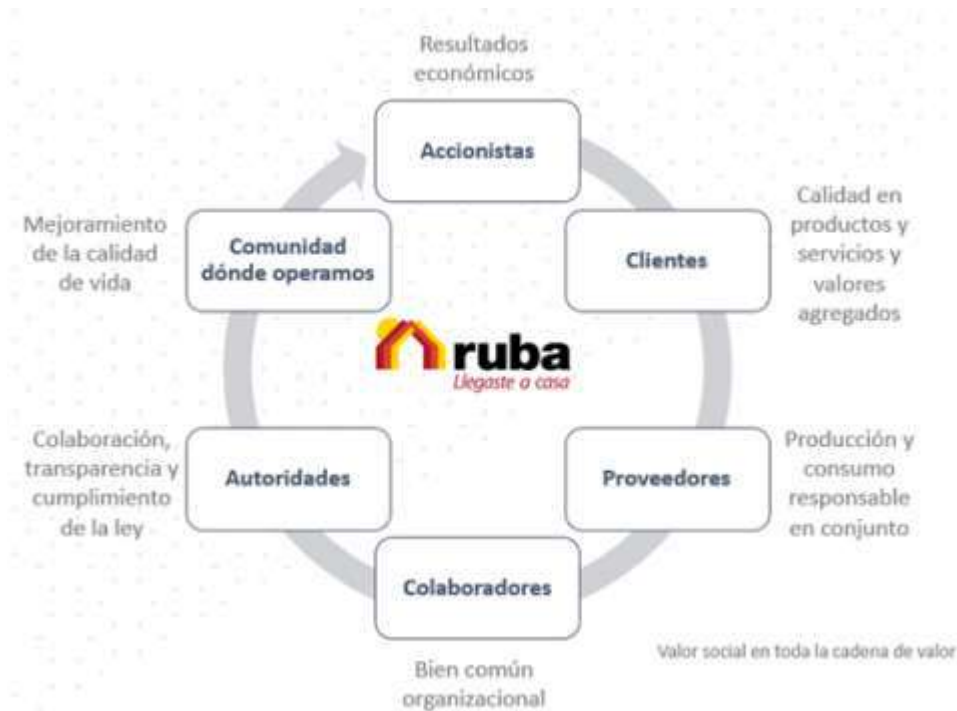 Resultados
económicos
Accionistas
Calidad en
productos y
servicios y
valores
agregados
Clientes
Producción y
consumo
responsable
en conjunto
Proveedores
Colaboradores
Bien común
organizacional
Autoridades
Colaboración,
transparencia y
cumplimiento
de la ley
Comunidad
dónde operamos
Mejoramiento
de la calidad
de vida
ruba
Llegaste a casa
Valor social en toda la cadena de valor